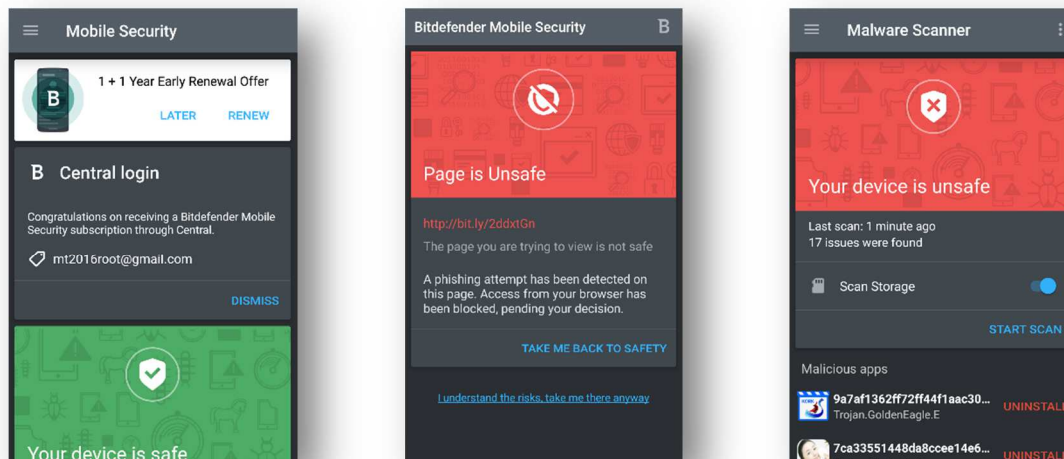 Mobile Security
1 + 1 Year Early Renewal Offer
LATER RENEW
B Central login
Congratulations on receiving a Bitdefender Mobile
Security subscription through Central.
mt2016root@gmail.com
DISMISS
Your device is safe
Bitdefender Mobile Security B
Page is Unsafe
http://bit.ly/2ddxtGn
The page you are trying to view is not safe
A phishing attempt has been detected on
this page. Access from your browser has
been blocked, pending your decision.
TAKE ME BACK TO SAFETY
I understand the risks, take me there anyway
Malware Scanner
Your device is unsafe
Last scan: 1 minute ago
17 issues were found
Scan Storage
START SCAN
Malicious apps
9a7af1362ff72ff44f1aac30...
Trojan.GoldenEagle.E
UNINSTALL
7ca33551448da8ccee14e6...
UNINSTALL